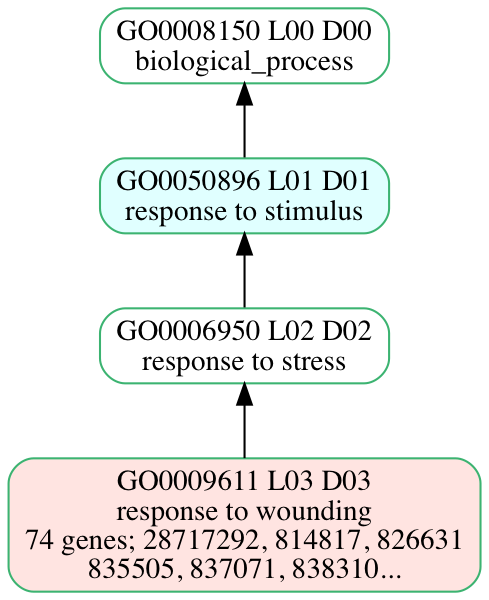 GO0008150 L00 D00
biological_process
GO0050896 L01 D01
response to stimulus
GO0006950 L02 D02
response to stress
GO0009611 L03 D03
response to wounding
74 genes; 28717292, 814817, 826631
835505, 837071, 838310...